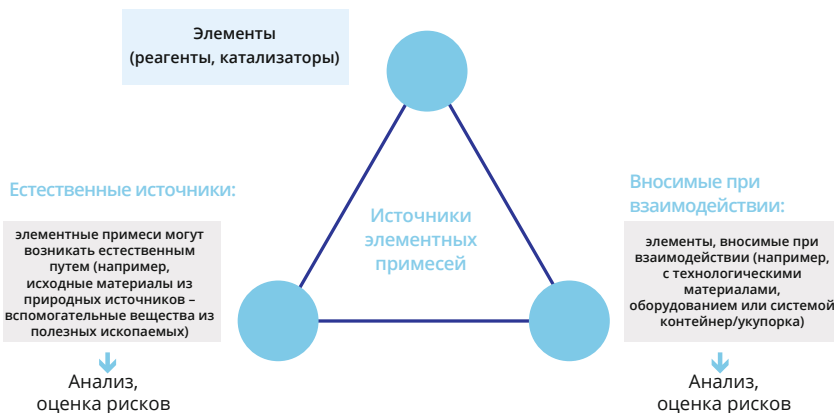 Элементы
(реагенты, катализаторы)
Естественные источники:
элементные примеси могут
возникать естественным
путем (например,
исходные материалы из
природных источников –
вспомогательные вещества из
полезных ископаемых)
Анализ,
оценка рисков
Источники
элементных
примесей
Вносимые при
взаимодействии:
элементы, вносимые при
взаимодействии (например,
с технологическими
материалами,
оборудованием или системой
контейнер/укупорка)
Анализ,
оценка рисков